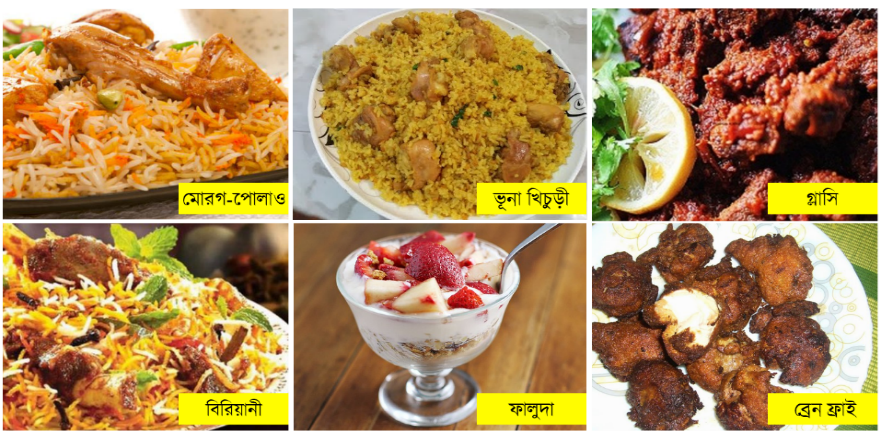 মোরগ-পোলাও
ভূনা খিচুড়ী
গ্লাসি
বিরিয়ানী
ফালুদা
ব্রেন ফ্রাই